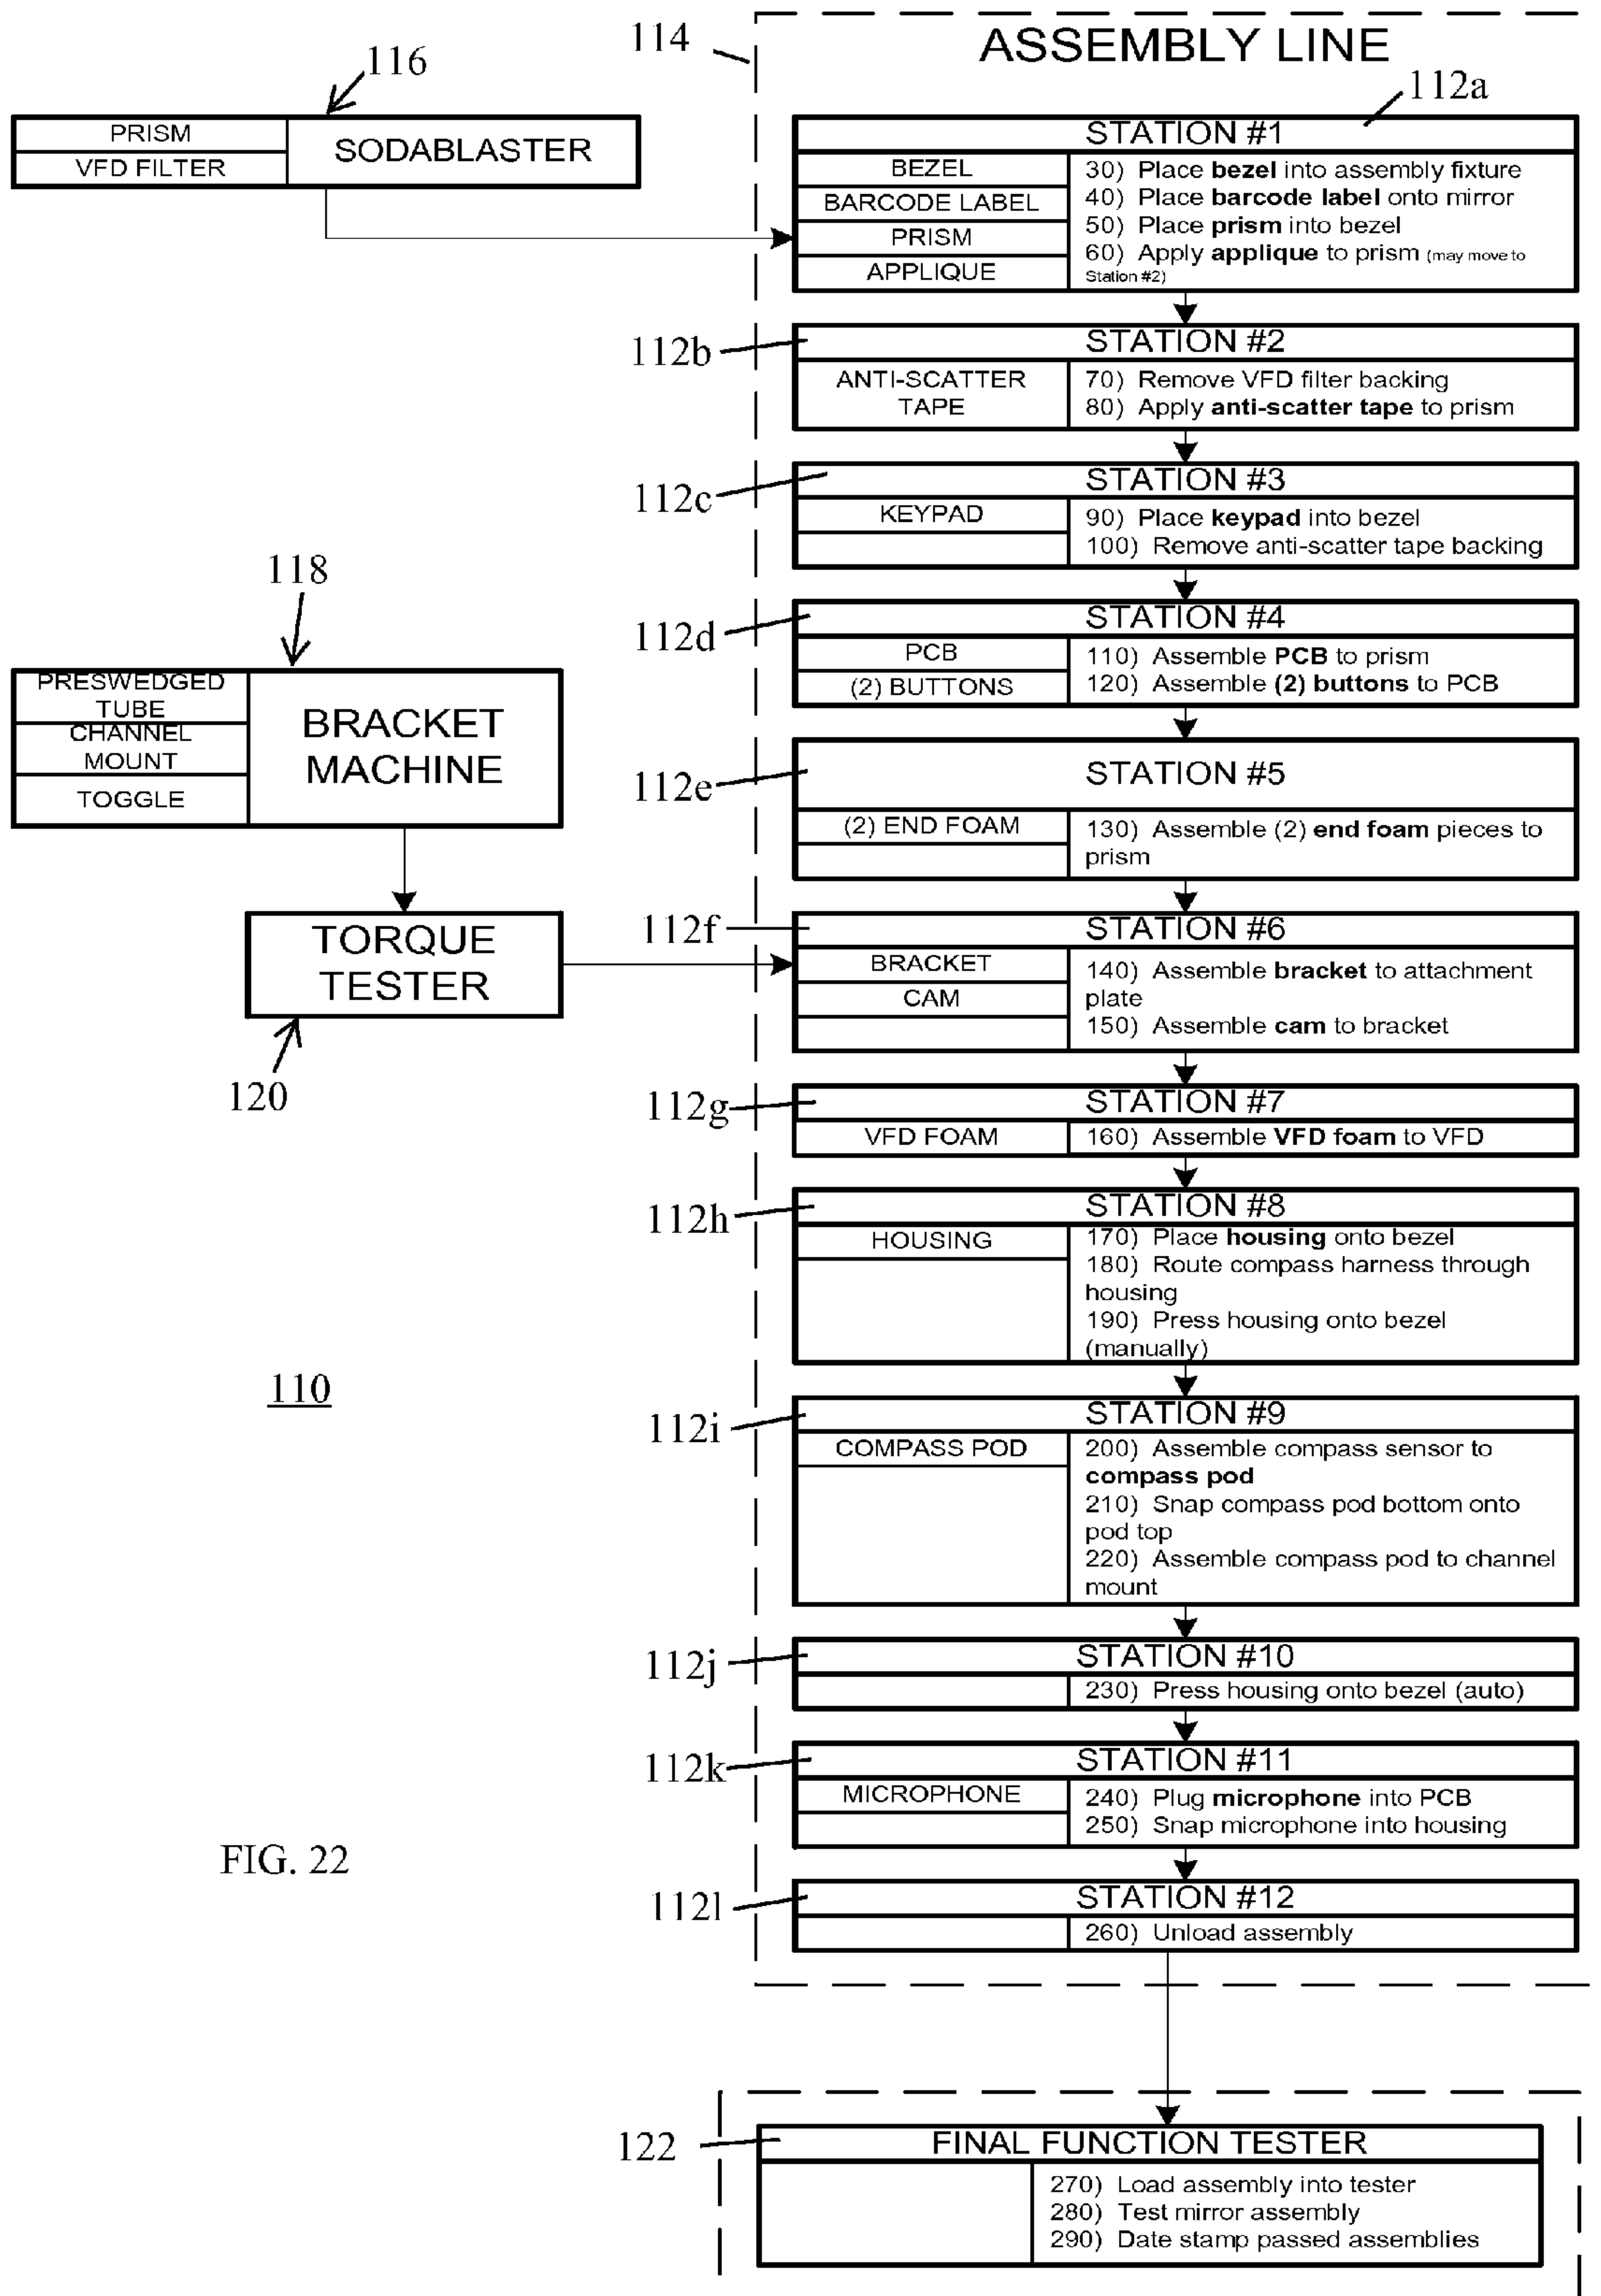 114
ASSEMBLY LINE
116
112a
PRISM
VFD FILTER
SODABLASTER
STATION #1
BEZEL
BARCODE LABEL
PRISM
APPLIQUE
30) Place bezel into assembly fixture
40) Place barcode label onto mirror
50) Place prism into bezel
60) Apply applique to prism (may move to
Station #2)
112b
STATION #2
ANTI-SCATTER
TAPE
70) Remove VFD filter backing
80) Apply anti-scatter tape to prism
112c
STATION #3
KEYPAD
90) Place keypad into bezel
100) Remove anti-scatter tape backing
118
112d
STATION #4
PCB
(2) BUTTONS
110) Assemble PCB to prism
120) Assemble (2) buttons to PCB
PRESWEDGED
TUBE
CHANNEL
MOUNT
TOGGLE
BRACKET
MACHINE
112e
STATION #5
(2) END FOAM
130) Assemble (2) end foam pieces to
prism
TORQUE
TESTER
120
112f
STATION #6
BRACKET
CAM
140) Assemble bracket to attachment
plate
150) Assemble cam to bracket
112g
STATION #7
VFD FOAM
160) Assemble VFD foam to VFD
112h
STATION #8
HOUSING
170) Place housing onto bezel
180) Route compass harness through
housing
190) Press housing onto bezel
(manually)
110
112i
STATION #9
COMPASS POD
200) Assemble compass sensor to
compass pod
210) Snap compass pod bottom onto
pod top
220) Assemble compass pod to channel
mount
112j
STATION #10
230) Press housing onto bezel (auto)
112k
STATION #11
MICROPHONE
240) Plug microphone into PCB
250) Snap microphone into housing
FIG. 22
112l
STATION #12
260) Unload assembly
122
FINAL FUNCTION TESTER
270) Load assembly into tester
280) Test mirror assembly
290) Date stamp passed assemblies